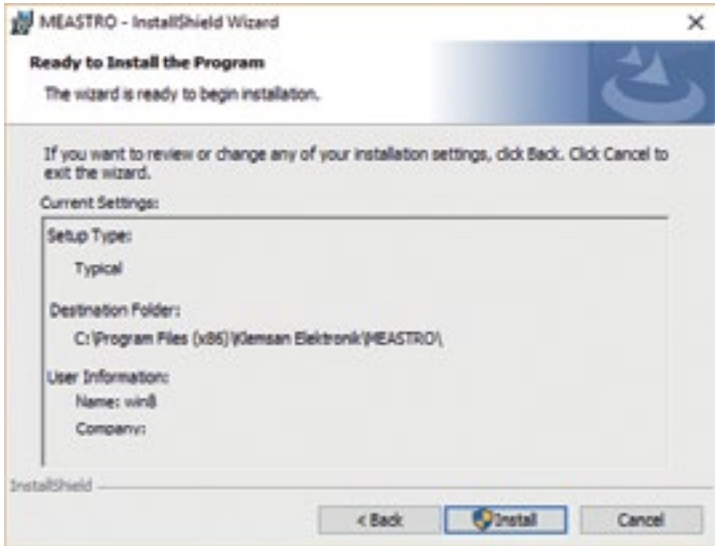 MEASTRO - InstallShield Wizard
Ready to Install the Program
The wizard is ready to begin installation.
If you want to review or change any of your installation settings, click Back. Click Cancel to
exit the wizard.
Current Settings:
Setup Type:
Typical
Destination Folder:
C:\Program Files (x86)\Klemsan Elektronik\MEASTRO\
User Information:
Name: win8
Company:
InstallShield
< Back
Install
Cancel